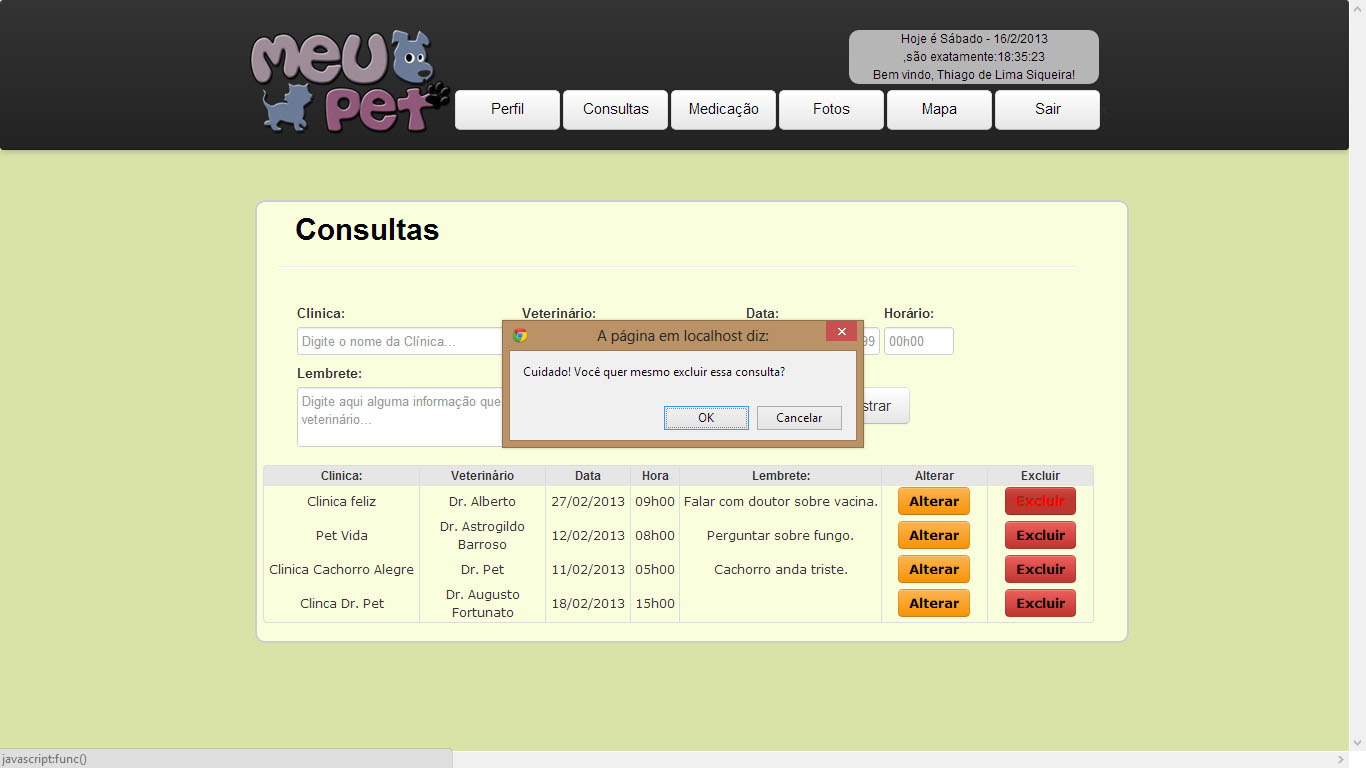 meu pet
Hoje é Sábado - 16/2/2013
,são exatamente:18:35:23
Bem vindo, Thiago de Lima Siqueira!
Perfil Consultas Medicação Fotos Mapa Sair
Consultas
Clinica: Veterinário: Data: Horário:
Digite o nome da Clínica... 99 00h00
A página em localhost diz:
Cuidado! Você quer mesmo excluir essa consulta?
OK Cancelar
Lembrete:
Digite aqui alguma informação que
veterinário... strar
Clinica: Veterinário Data Hora Lembrete: Alterar Excluir
Clinica feliz Dr. Alberto 27/02/2013 09h00 Falar com doutor sobre vacina. Alterar Excluir
Pet Vida Dr. Astrogildo Barroso 12/02/2013 08h00 Perguntar sobre fungo. Alterar Excluir
Clinica Cachorro Alegre Dr. Pet 11/02/2013 05h00 Cachorro anda triste. Alterar Excluir
Clinca Dr. Pet Dr. Augusto Fortunato 18/02/2013 15h00 Alterar Excluir
javascript:func()